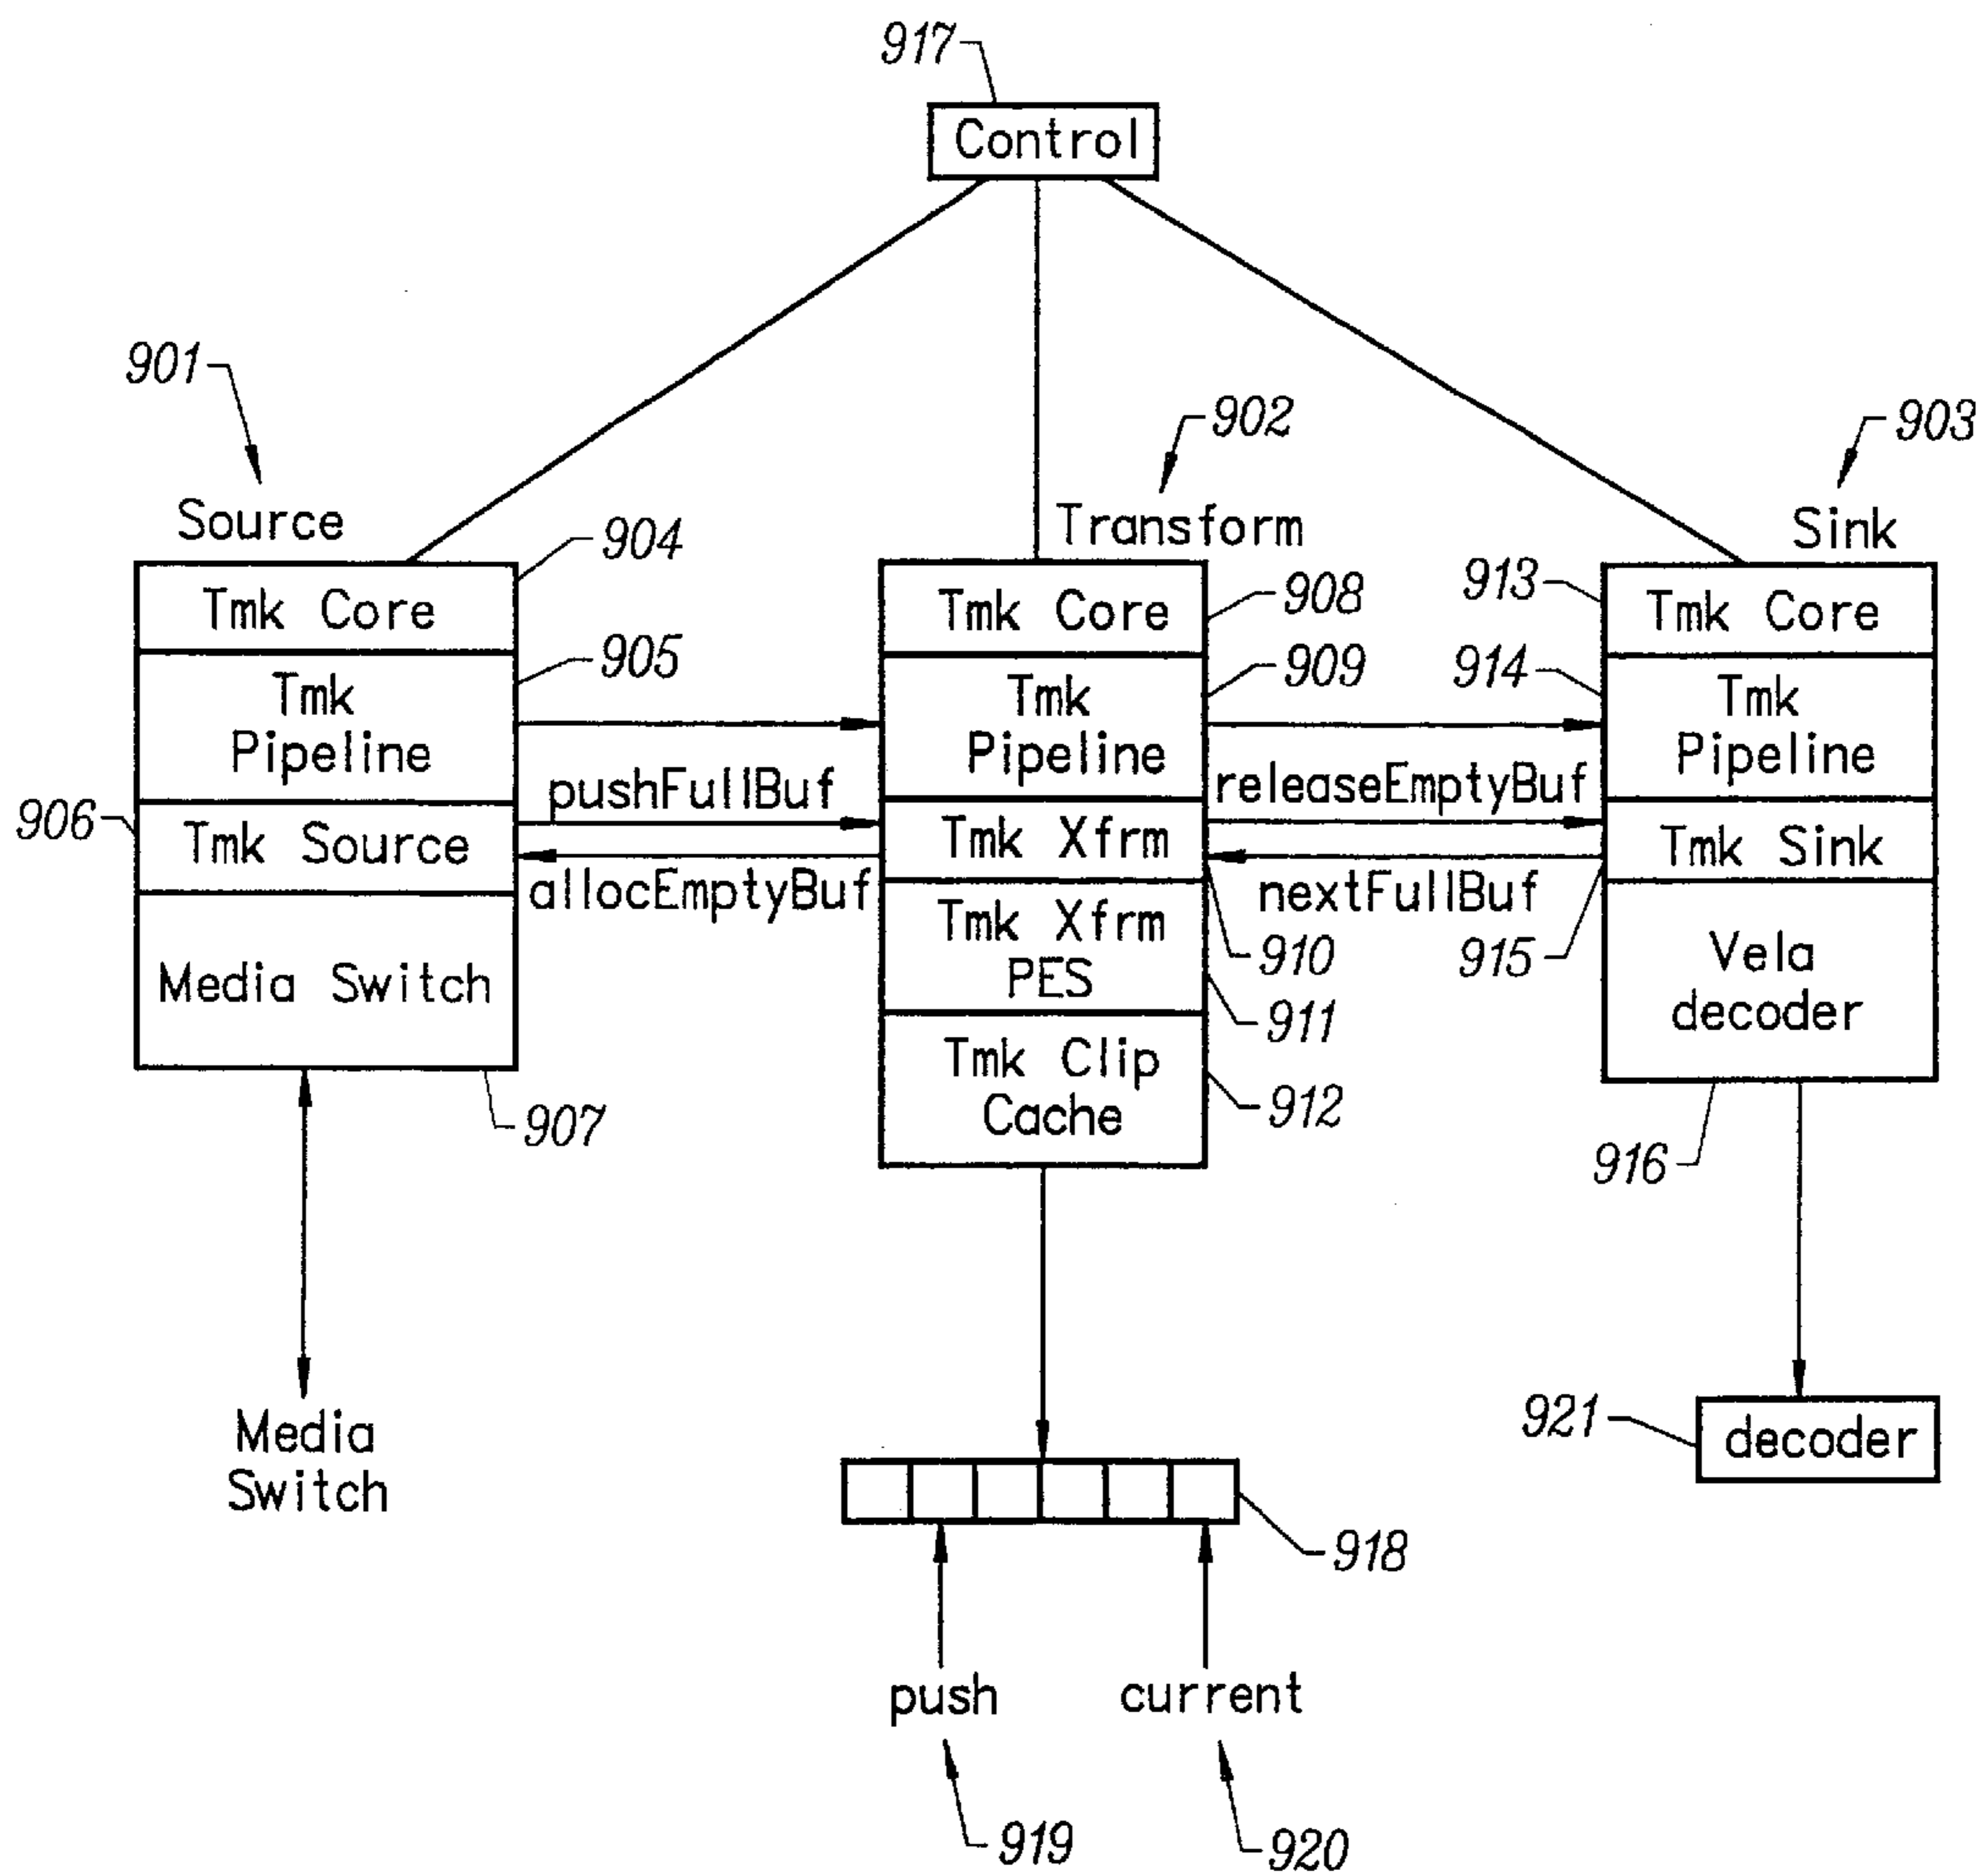 917
Control
901
902
903
Source
Transform
Sink
904
Tmk Core
905
Tmk
Pipeline
906
Tmk Source
Media Switch
907
pushFullBuf
allocEmptyBuf
Tmk Core
908
Tmk
Pipeline
909
Tmk Xfrm
910
Tmk Xfrm
PES
911
Tmk Clip
Cache
912
releaseEmptyBuf
nextFullBuf
913
Tmk Core
914
Tmk
Pipeline
Tmk Sink
915
Vela
decoder
916
Media
Switch
921
decoder
918
push
current
919
920